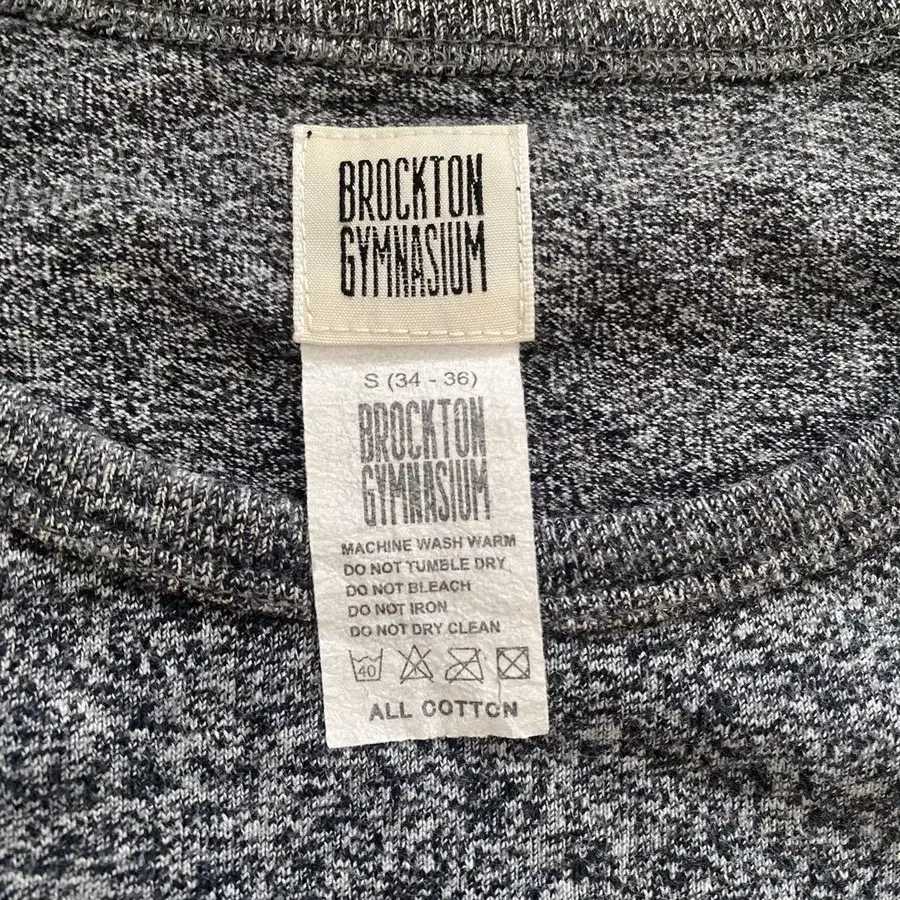 BROCKTON
GYMNASIUM
S (34 - 36)
BROCKTON
GYMNASIUM
MACHINE WASH WARM
DO NOT TUMBLE DRY
DO NOT BLEACH
DO NOT IRON
DO NOT DRY CLEAN
40
ALL COTTON